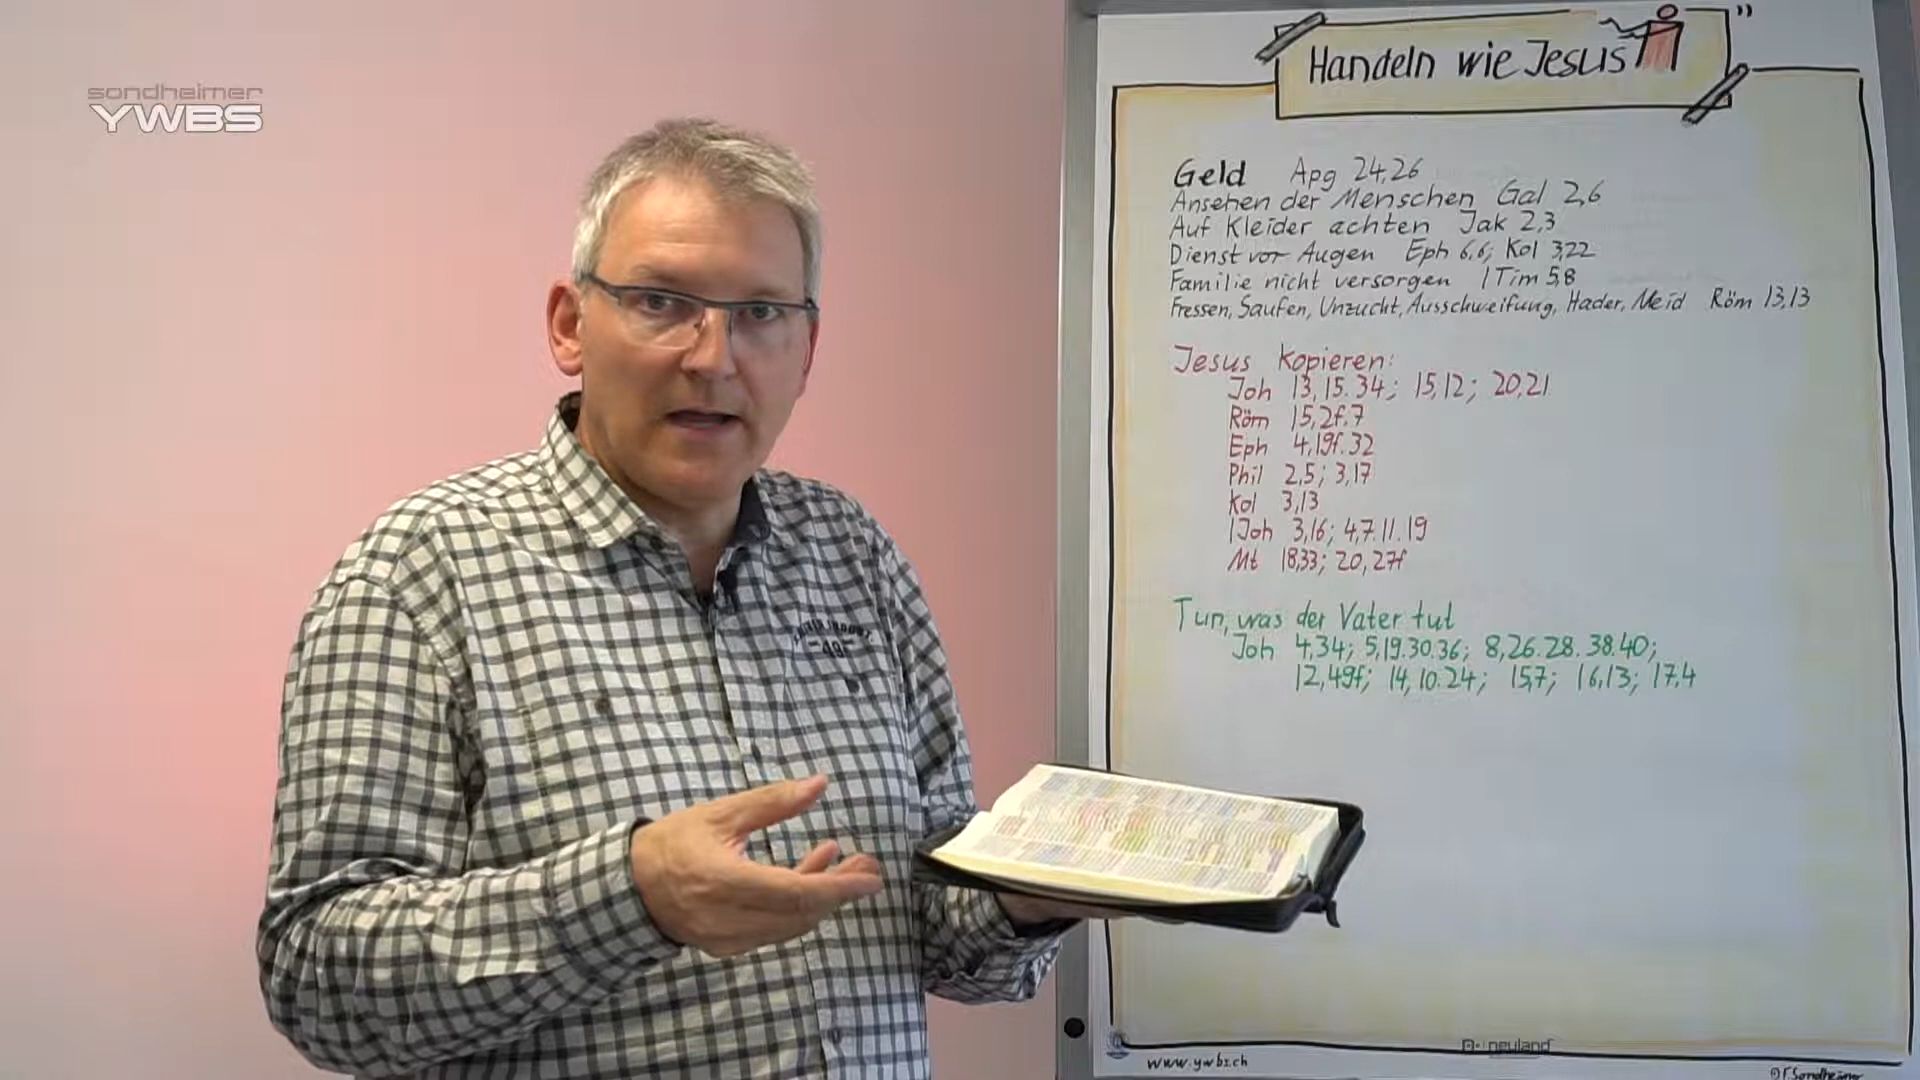 sondheimer
YWBS
Handeln wie Jesus
Geld Apg 24,26
Ansehen der Menschen Gal 2,6
Auf Kleider achten Jak 2,3
Dienst vor Augen Eph 6,6; Kol 3,22
Familie nicht versorgen 1Tim 5,8
Fressen, Saufen, Unzucht, Ausschweifung, Hader, Neid Röm 13,13
Jesus kopieren:
Joh 13,15.34; 15,12; 20,21
Röm 15,2f.7
Eph 4,19f.32
Phil 2,5; 3,17
Kol 3,13
1Joh 3,16; 4,7.11.19
Mt 18,33; 20,27f
Tun, was der Vater tut
Joh 4,34; 5,19.30.36; 8,26.28.38.40;
12,49f; 14,10.24; 15,7; 16,13; 17,4
49
neuland
www.ywbs.ch
©F.Sondheimer